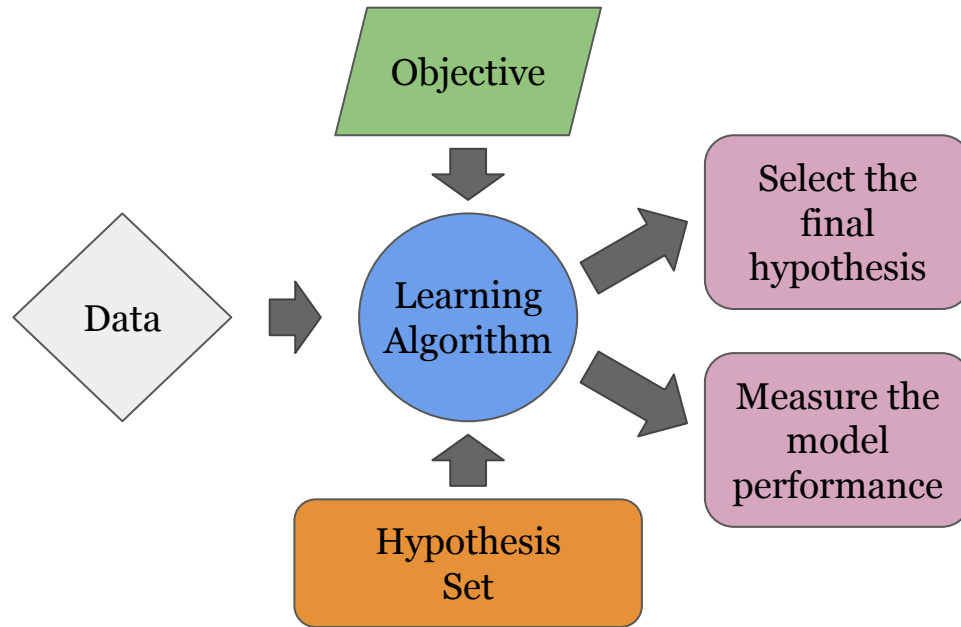 Objective
Data
Learning
Algorithm
Hypothesis
Set
Select the
final
hypothesis
Measure the
model
performance